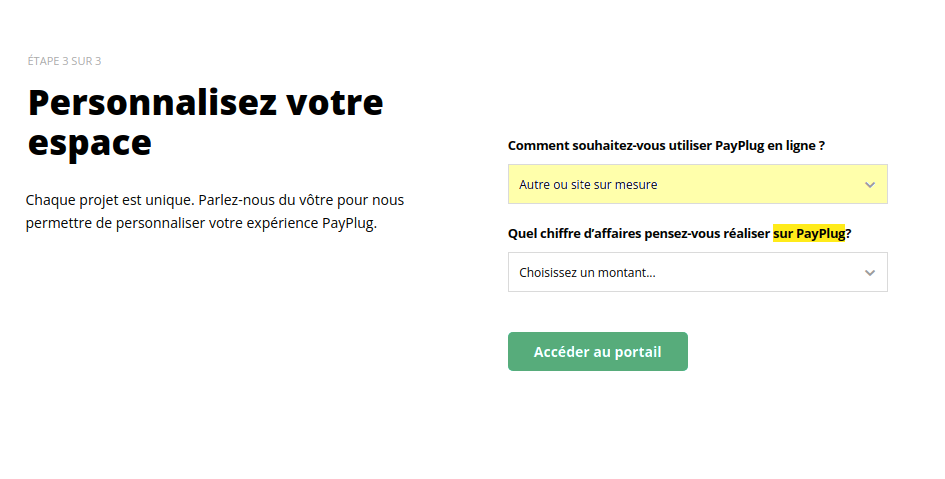 ÉTAPE 3 SUR 3
Personnalisez votre
espace
Chaque projet est unique. Parlez-nous du vôtre pour nous
permettre de personnaliser votre expérience PayPlug.
Comment souhaitez-vous utiliser PayPlug en ligne ?
Autre ou site sur mesure
Quel chiffre d’affaires pensez-vous réaliser sur PayPlug?
Choisissez un montant...
Accéder au portail